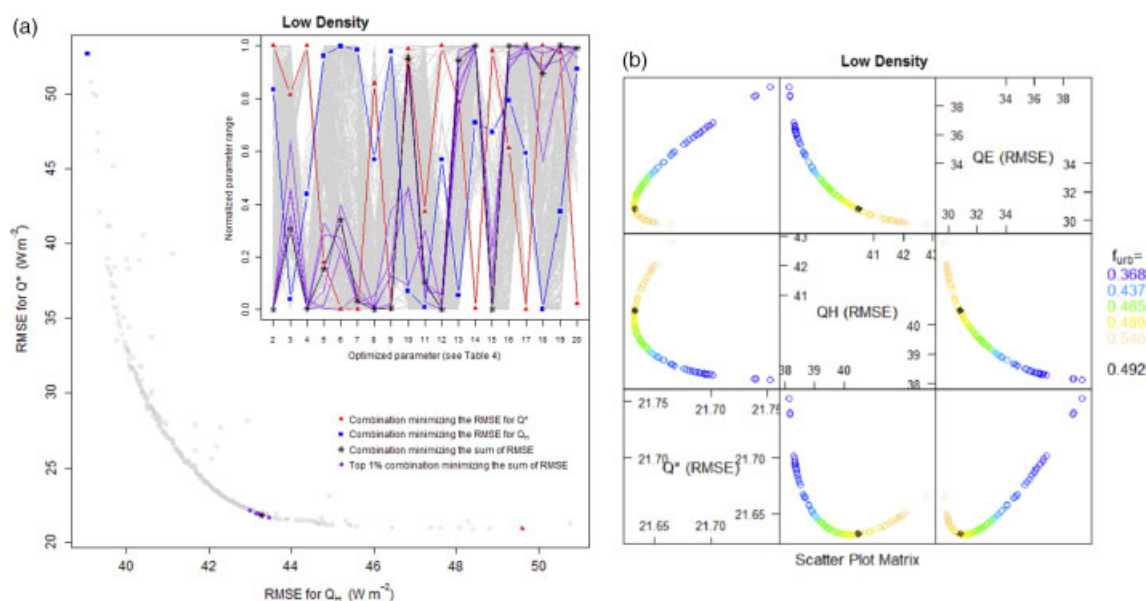 (a)
Low Density
RMSE for Q* (W m-2)
50
45
40
35
30
25
20
40 42 44 46 48 50
RMSE for QH (W m-2)
Normalized parameter range
1.0
0.8
0.6
0.4
0.2
0.0
2 3 4 5 6 7 8 9 10 11 12 13 14 15 16 17 18 19 20
Optimized parameter (see Table 4)
Combination minimizing the RMSE for Q*
Combination minimizing the RMSE for QH
Combination minimizing the sum of RMSE
Top 1% combination minimizing the sum of RMSE
(b)
Low Density
34 36 38
38
36
34
QE (RMSE)
34
32
30
30 32 34
43
42
41
41 42 43
QH (RMSE)
40
39
38
38 39 40
21.75
21.70
21.70 21.75
Q* (RMSE)
21.70
21.65
21.65 21.70
Scatter Plot Matrix
furb=
0.368
0.437
0.465
0.489
0.546
0.492